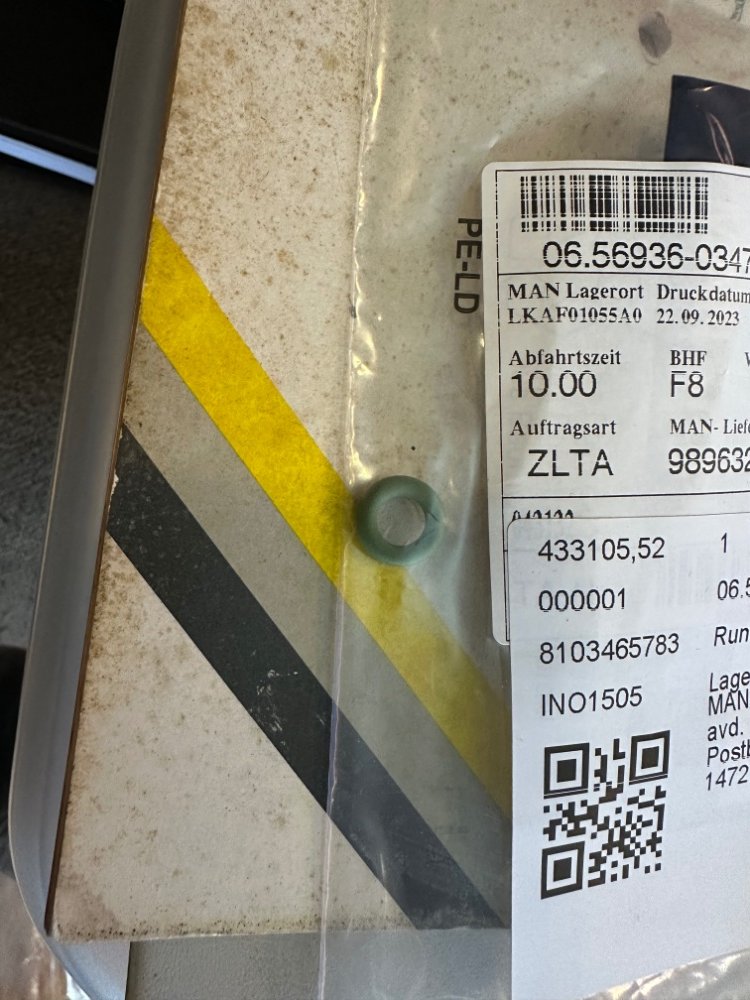 PE-LD
06.56936-0347
MAN Lagerort Druckdatum
LKAF01055A0 22.09.2023
Abfahrtszeit BHF
10.00 F8
Auftragsart MAN- Liefe
ZLTA 989632
433105,52 1
000001 06.5
8103465783 Run
INO1505 Lage
MAN
avd.
Postb
1472